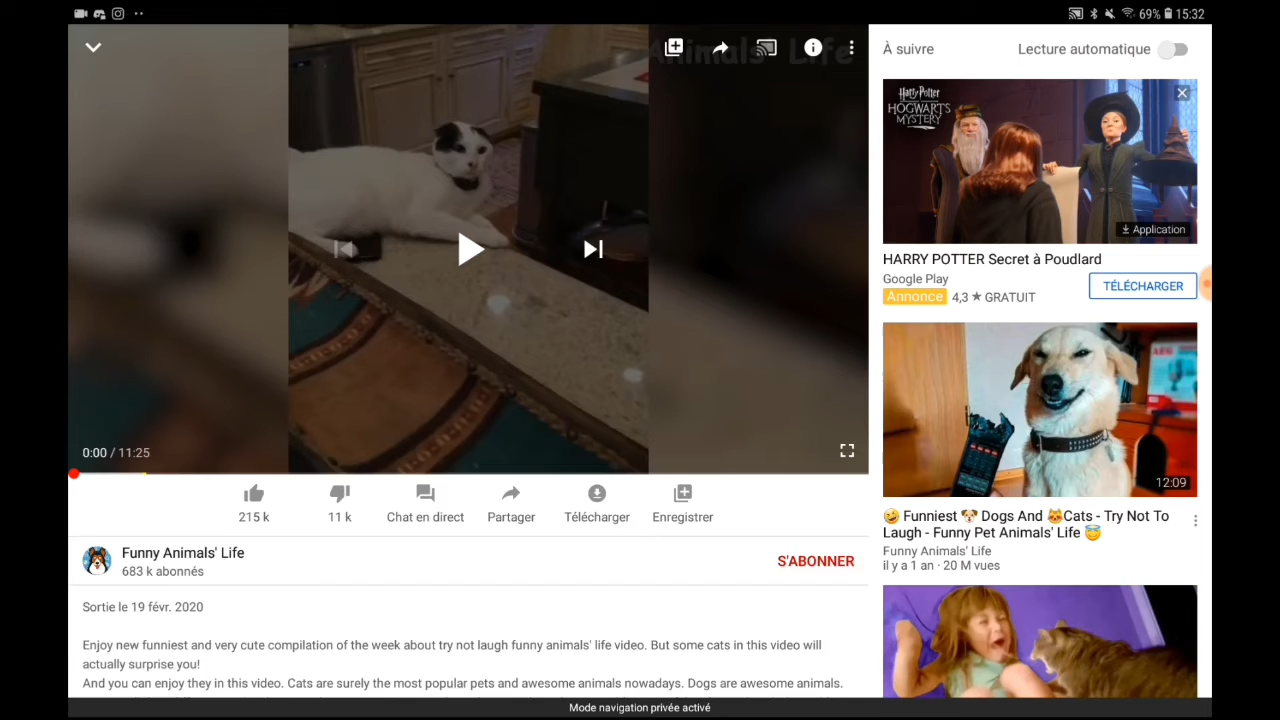 69% 15:32
Animals' Life
À suivre
Lecture automatique
Harry Potter
HOGWARTS
MYSTERY
Application
HARRY POTTER Secret à Poudlard
Google Play
Annonce 4,3 ★ GRATUIT
TÉLÉCHARGER
AEG
12:09
🤣 Funniest 🐶 Dogs And 😻Cats - Try Not To
Laugh - Funny Pet Animals' Life 😇
Funny Animals' Life
il y a 1 an · 20 M vues
0:00 / 11:25
215 k
11 k
Chat en direct
Partager
Télécharger
Enregistrer
Funny Animals' Life
683 k abonnés
S'ABONNER
Sortie le 19 févr. 2020
Enjoy new funniest and very cute compilation of the week about try not laugh funny animals' life video. But some cats in this video will
actually surprise you!
And you can enjoy they in this video. Cats are surely the most popular pets and awesome animals nowadays. Dogs are awesome animals.
Mode navigation privée activé